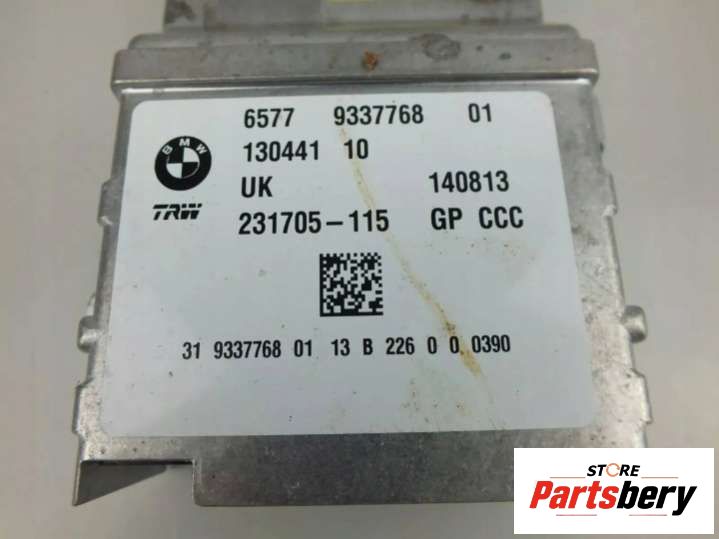 6577 9337768 01
BMW
130441 10
UK 140813
TRW
231705-115 GP CCC
31 9337768 01 13 B 226 0 0 0390
STORE
Partsbery